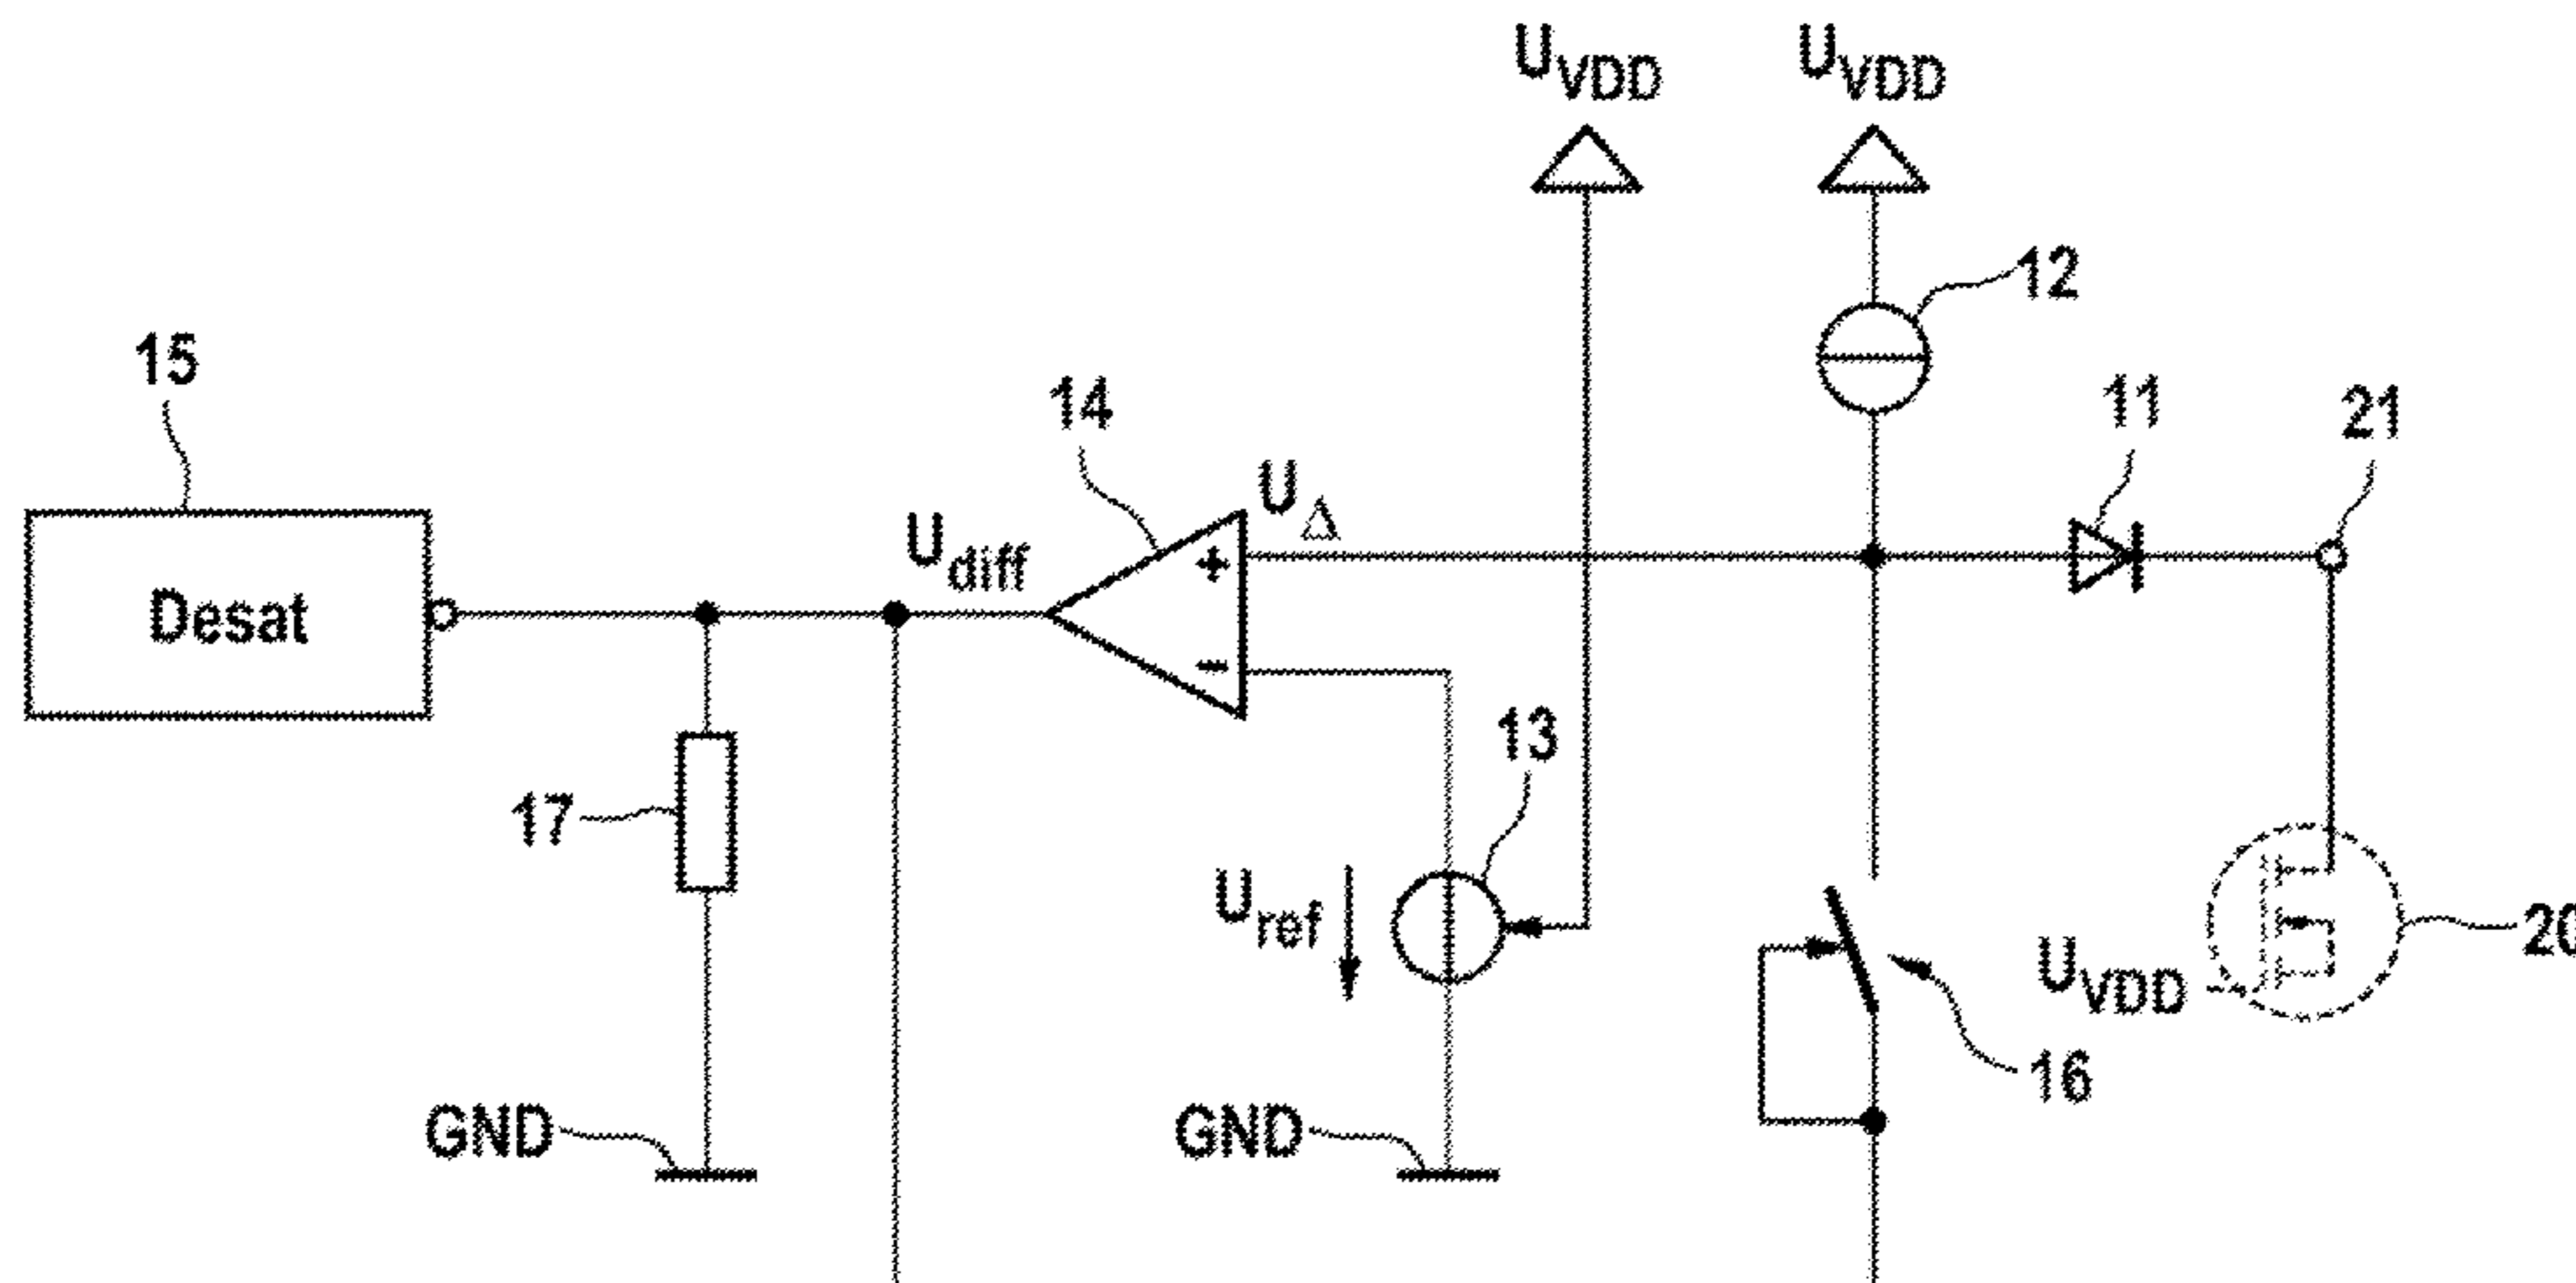 U_VDD U_VDD
12
15
14
11
21
U_Δ
U_diff
+
Desat
−
13
17
U_ref
20
U_VDD
16
GND
GND